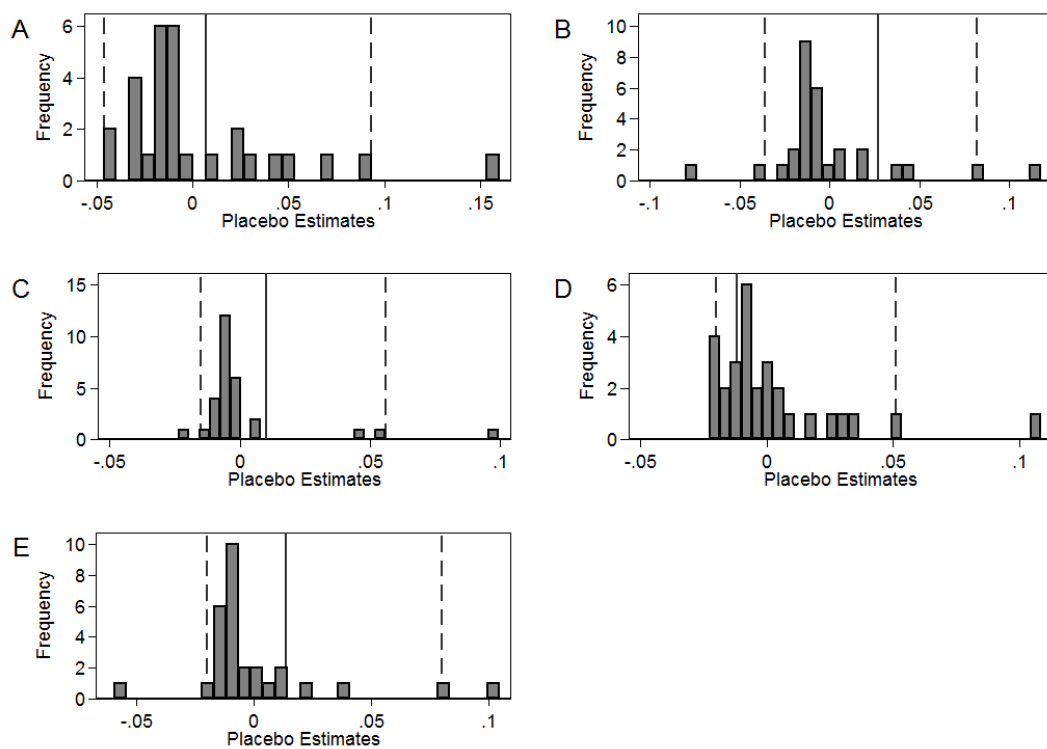 A
Frequency
6
4
2
0
-.05 0 .05 .1 .15
Placebo Estimates
B
Frequency
10
8
6
4
2
0
-.1 -.05 0 .05 .1
Placebo Estimates
C
Frequency
15
10
5
0
-.05 0 .05 .1
Placebo Estimates
D
Frequency
6
4
2
0
-.05 0 .05 .1
Placebo Estimates
E
Frequency
10
8
6
4
2
0
-.05 0 .05 .1
Placebo Estimates